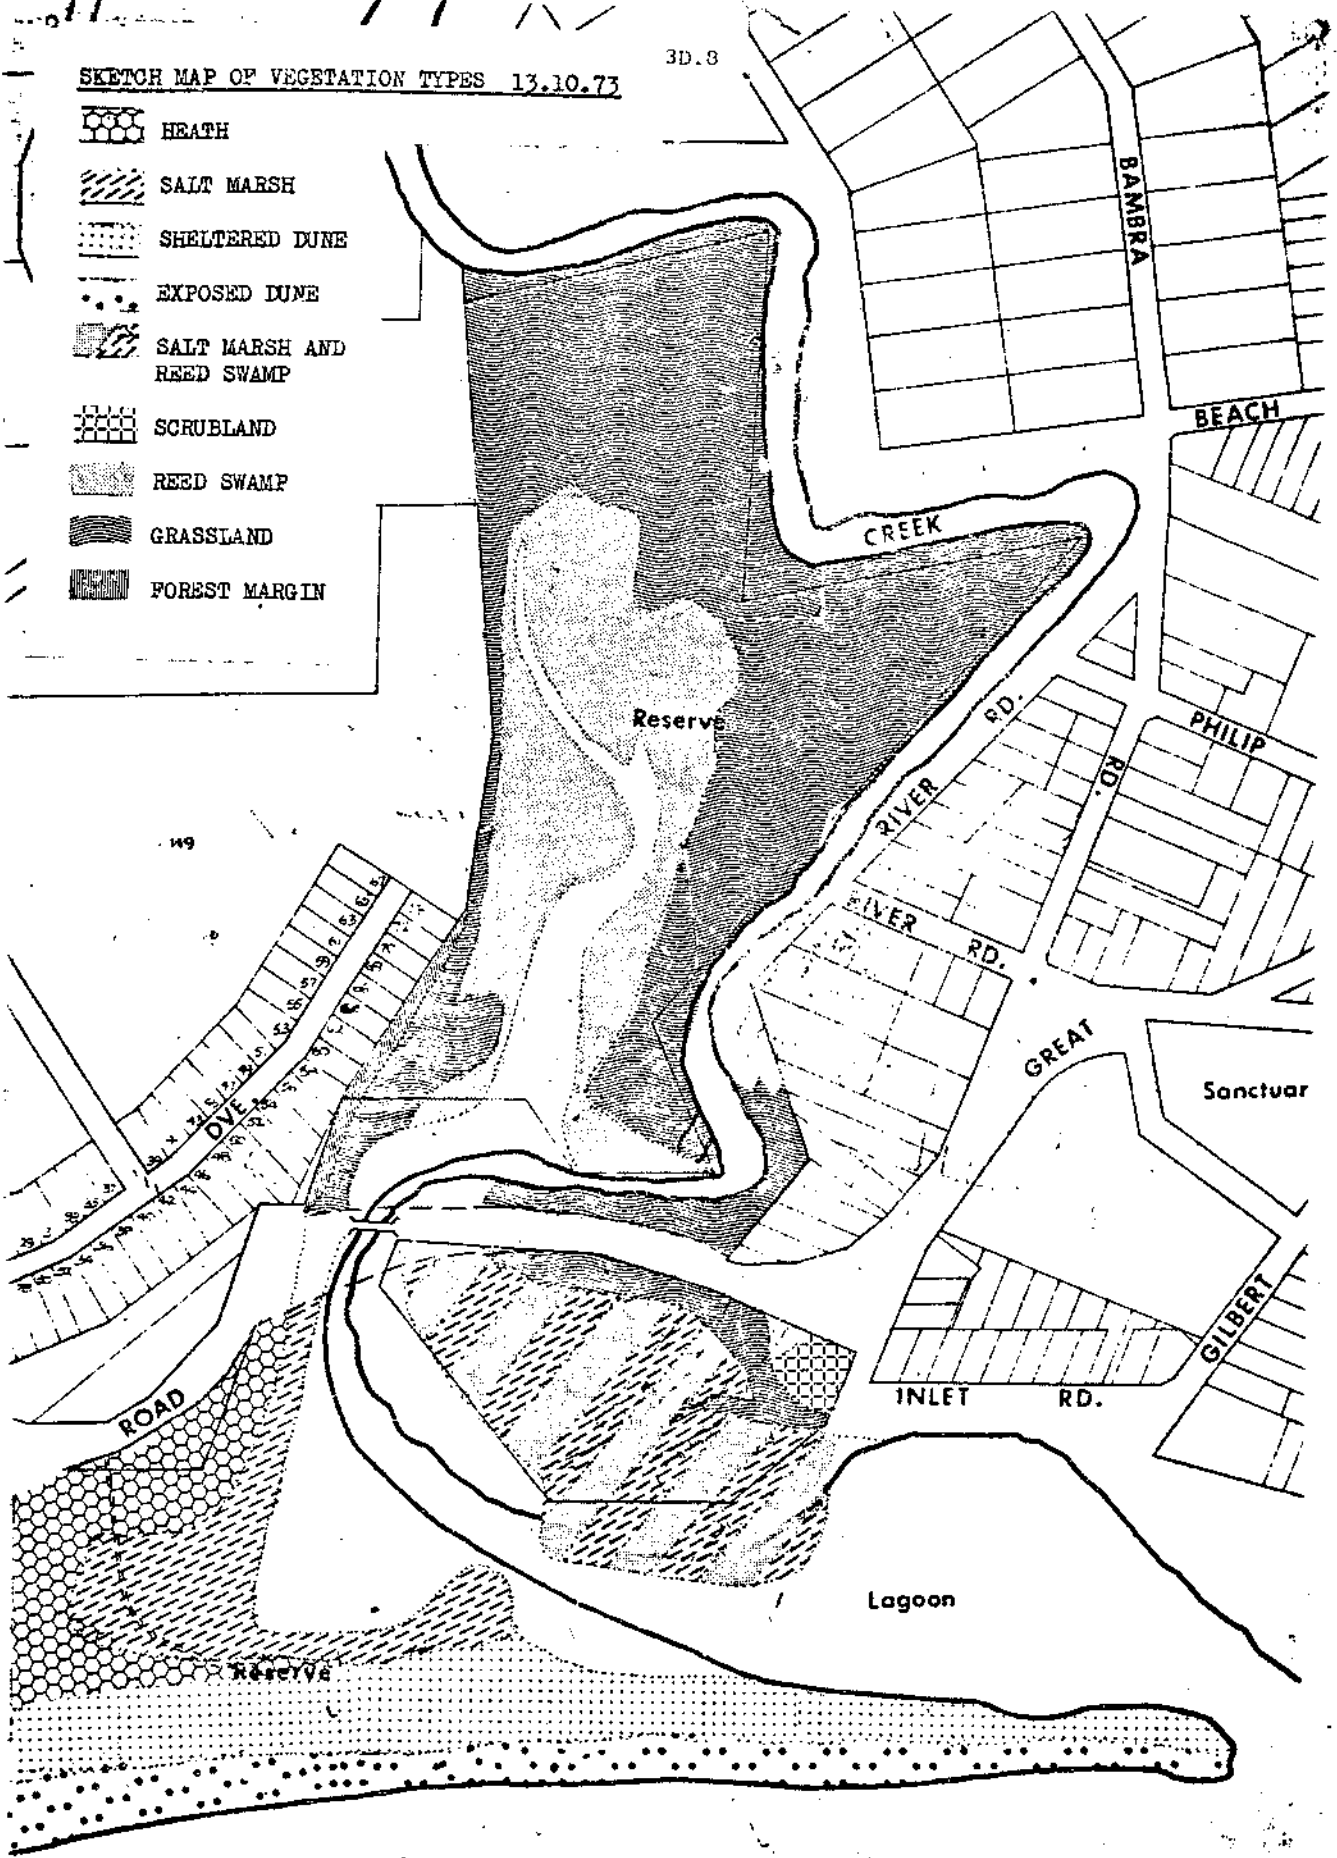 3D.8
SKETCH MAP OF VEGETATION TYPES 13.10.73
HEATH
SALT MARSH
SHELTERED DUNE
EXPOSED DUNE
SALT MARSH AND
REED SWAMP
SCRUBLAND
REED SWAMP
GRASSLAND
FOREST MARGIN
BAMBRA
BEACH
CREEK
Reserve
RD.
PHILIP
RD.
RIVER
149
RIVER RD.
GREAT
Sanctuar
DVE
GILBERT
INLET RD.
ROAD
Lagoon
Reserve